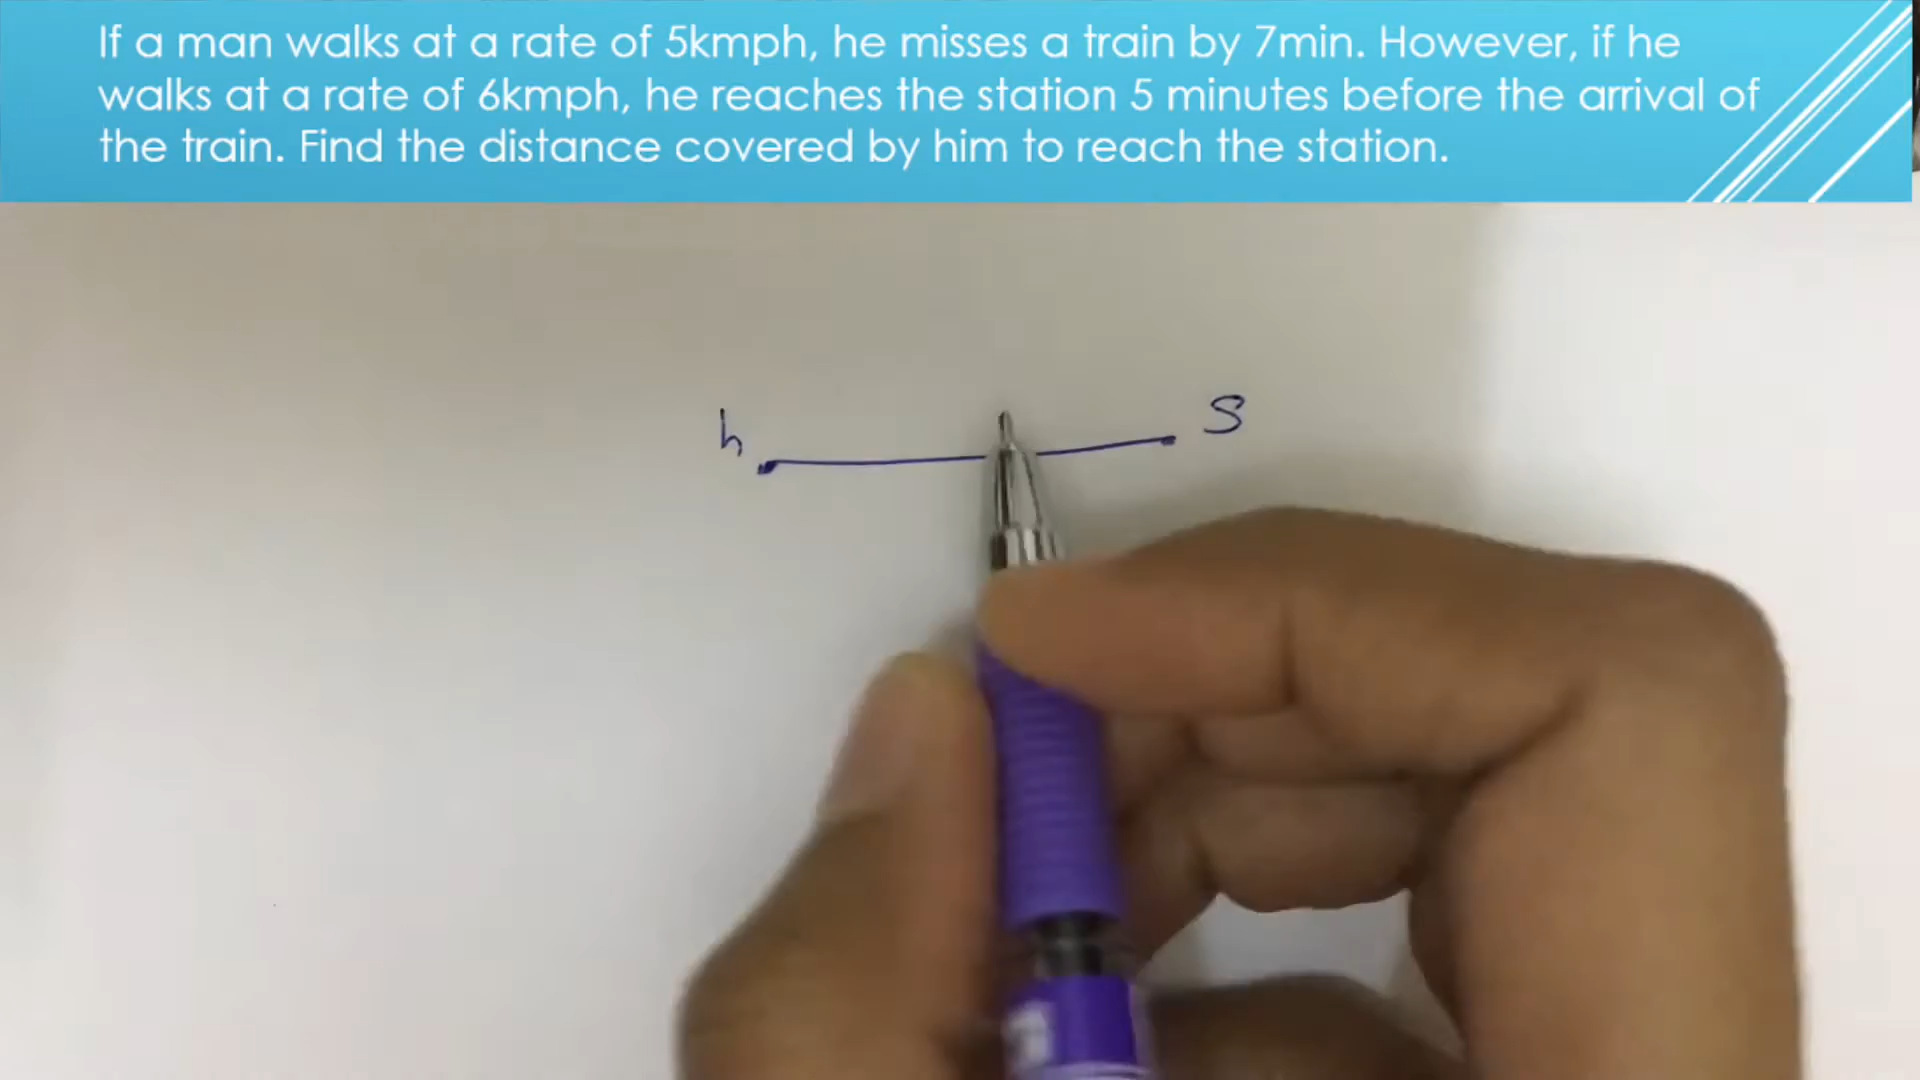 If a man walks at a rate of 5kmph, he misses a train by 7min. However, if he
walks at a rate of 6kmph, he reaches the station 5 minutes before the arrival of
the train. Find the distance covered by him to reach the station.
h
S